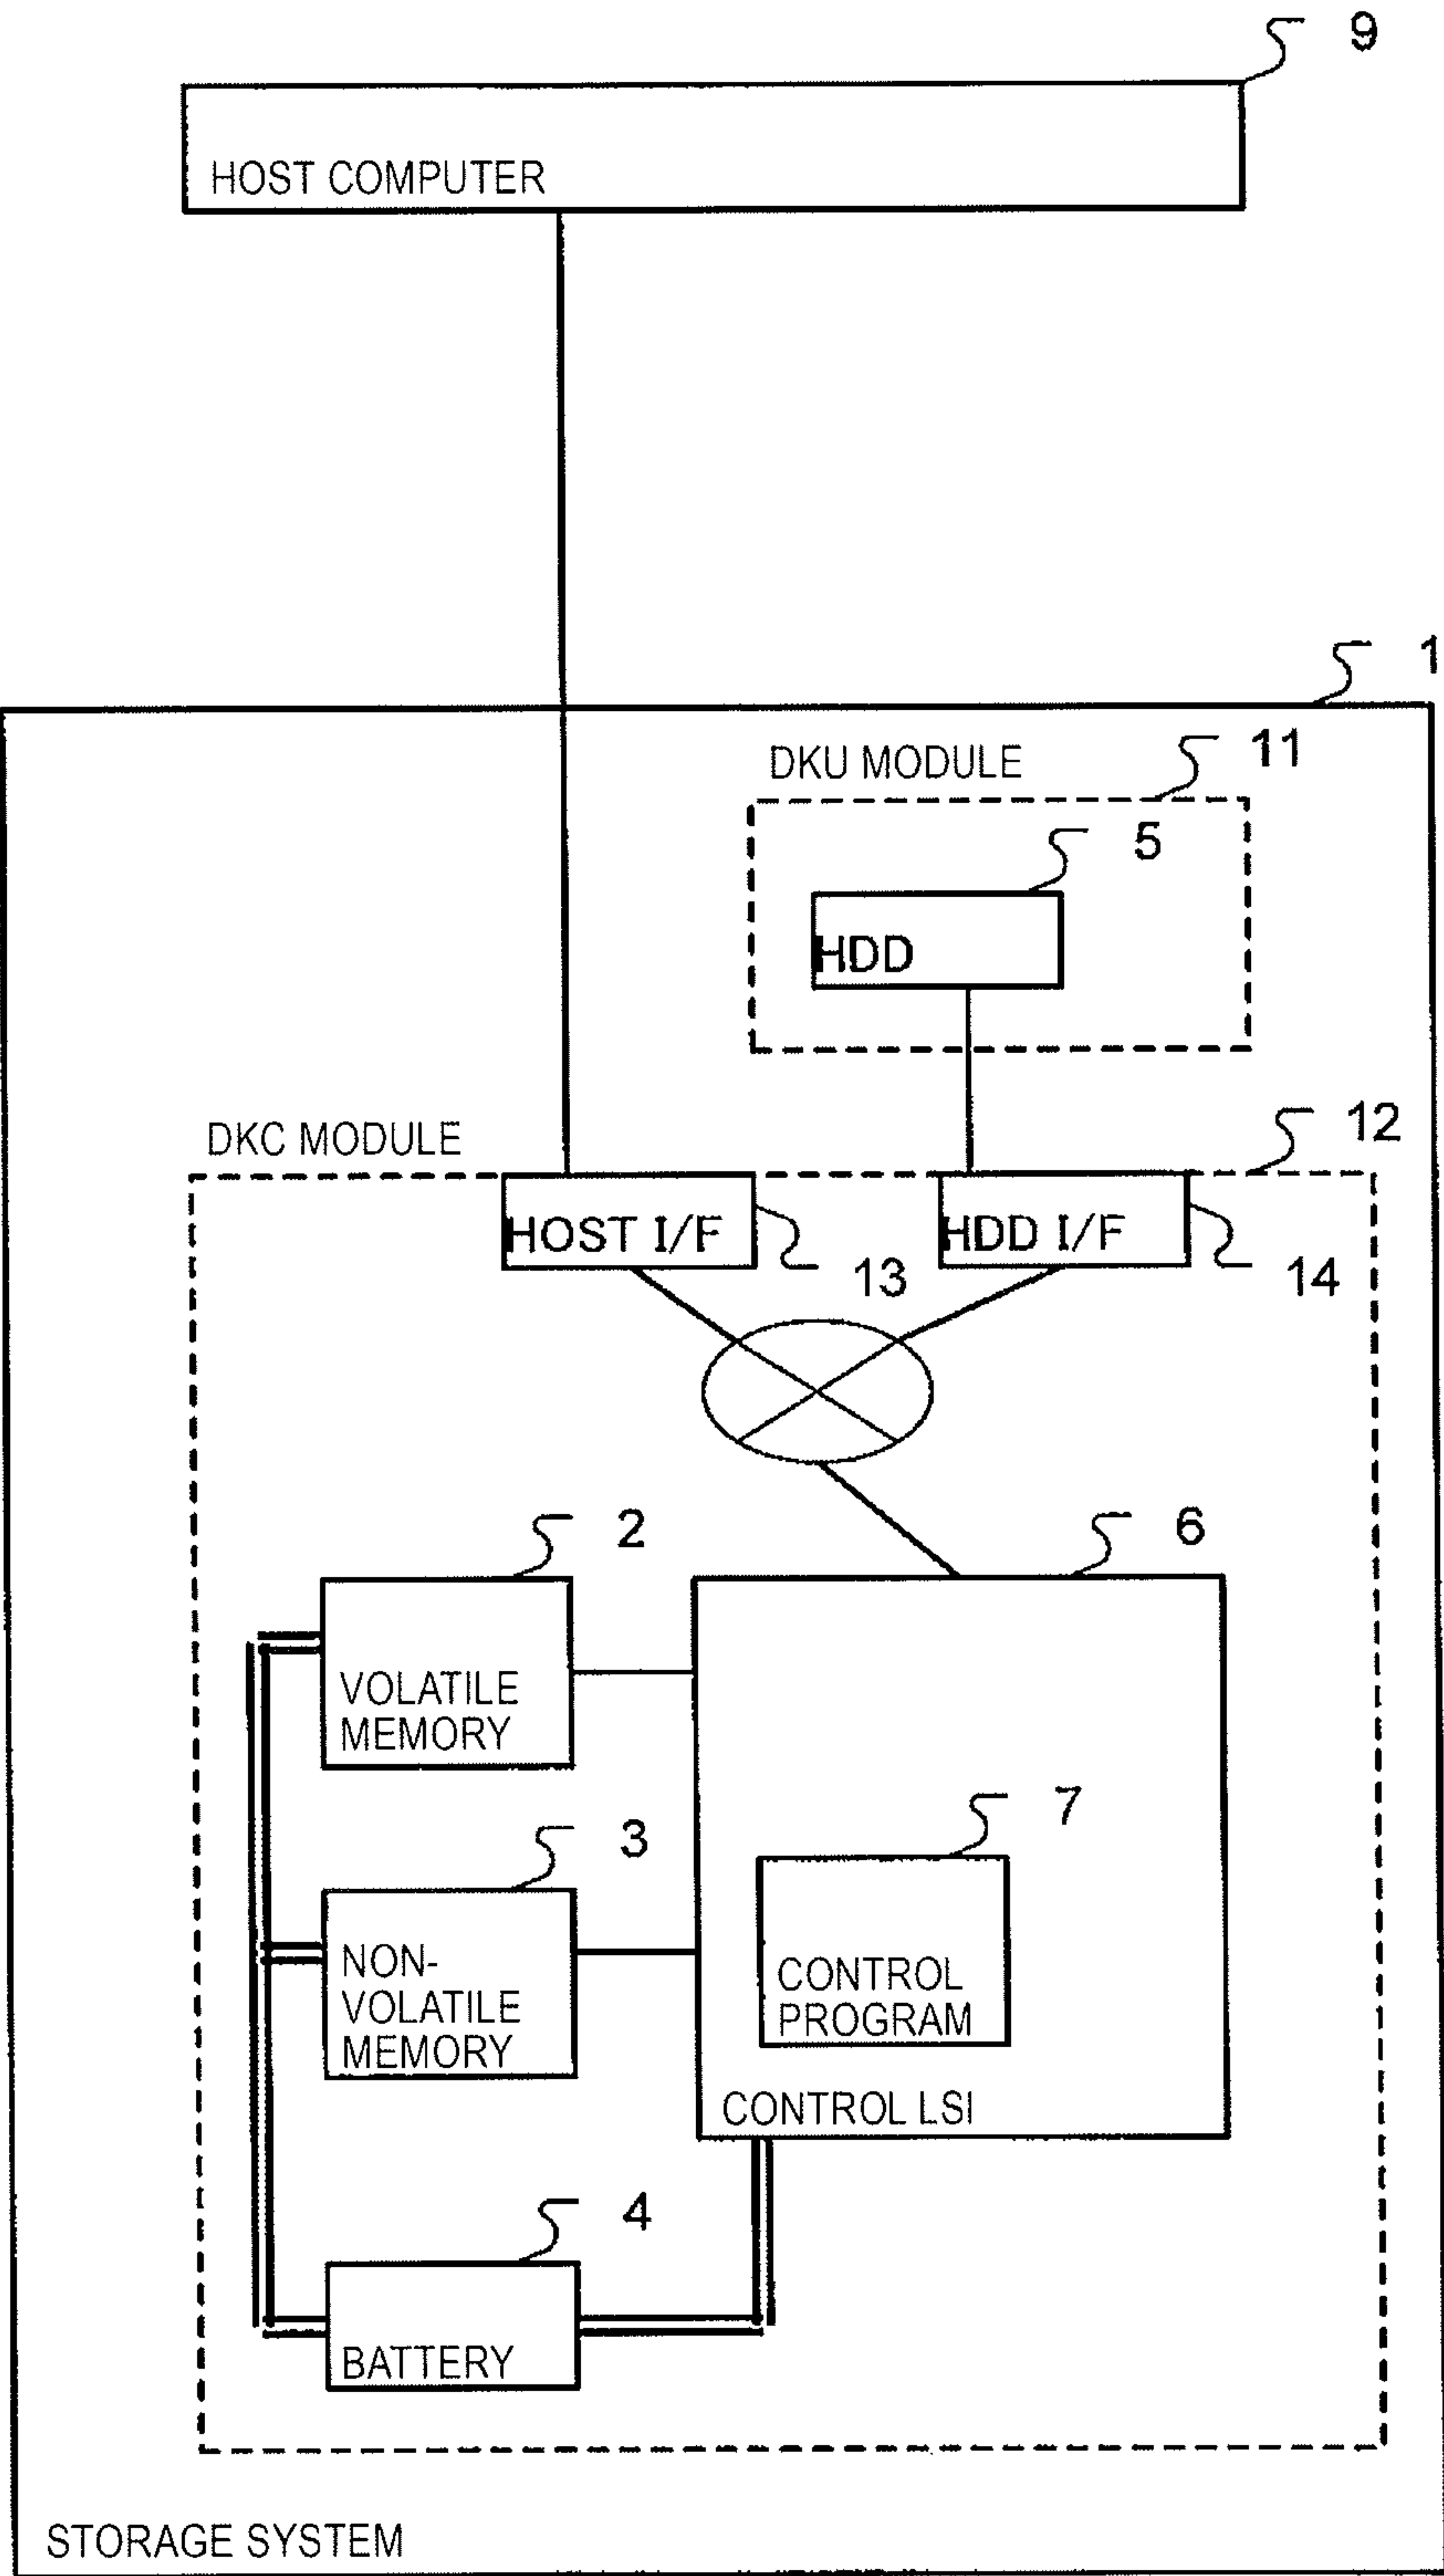 9
HOST COMPUTER
1
DKU MODULE
11
5
HDD
DKC MODULE
12
HOST I/F
HDD I/F
13
14
2
6
VOLATILE
MEMORY
7
3
NON-
VOLATILE
MEMORY
CONTROL
PROGRAM
CONTROL LSI
4
BATTERY
STORAGE SYSTEM